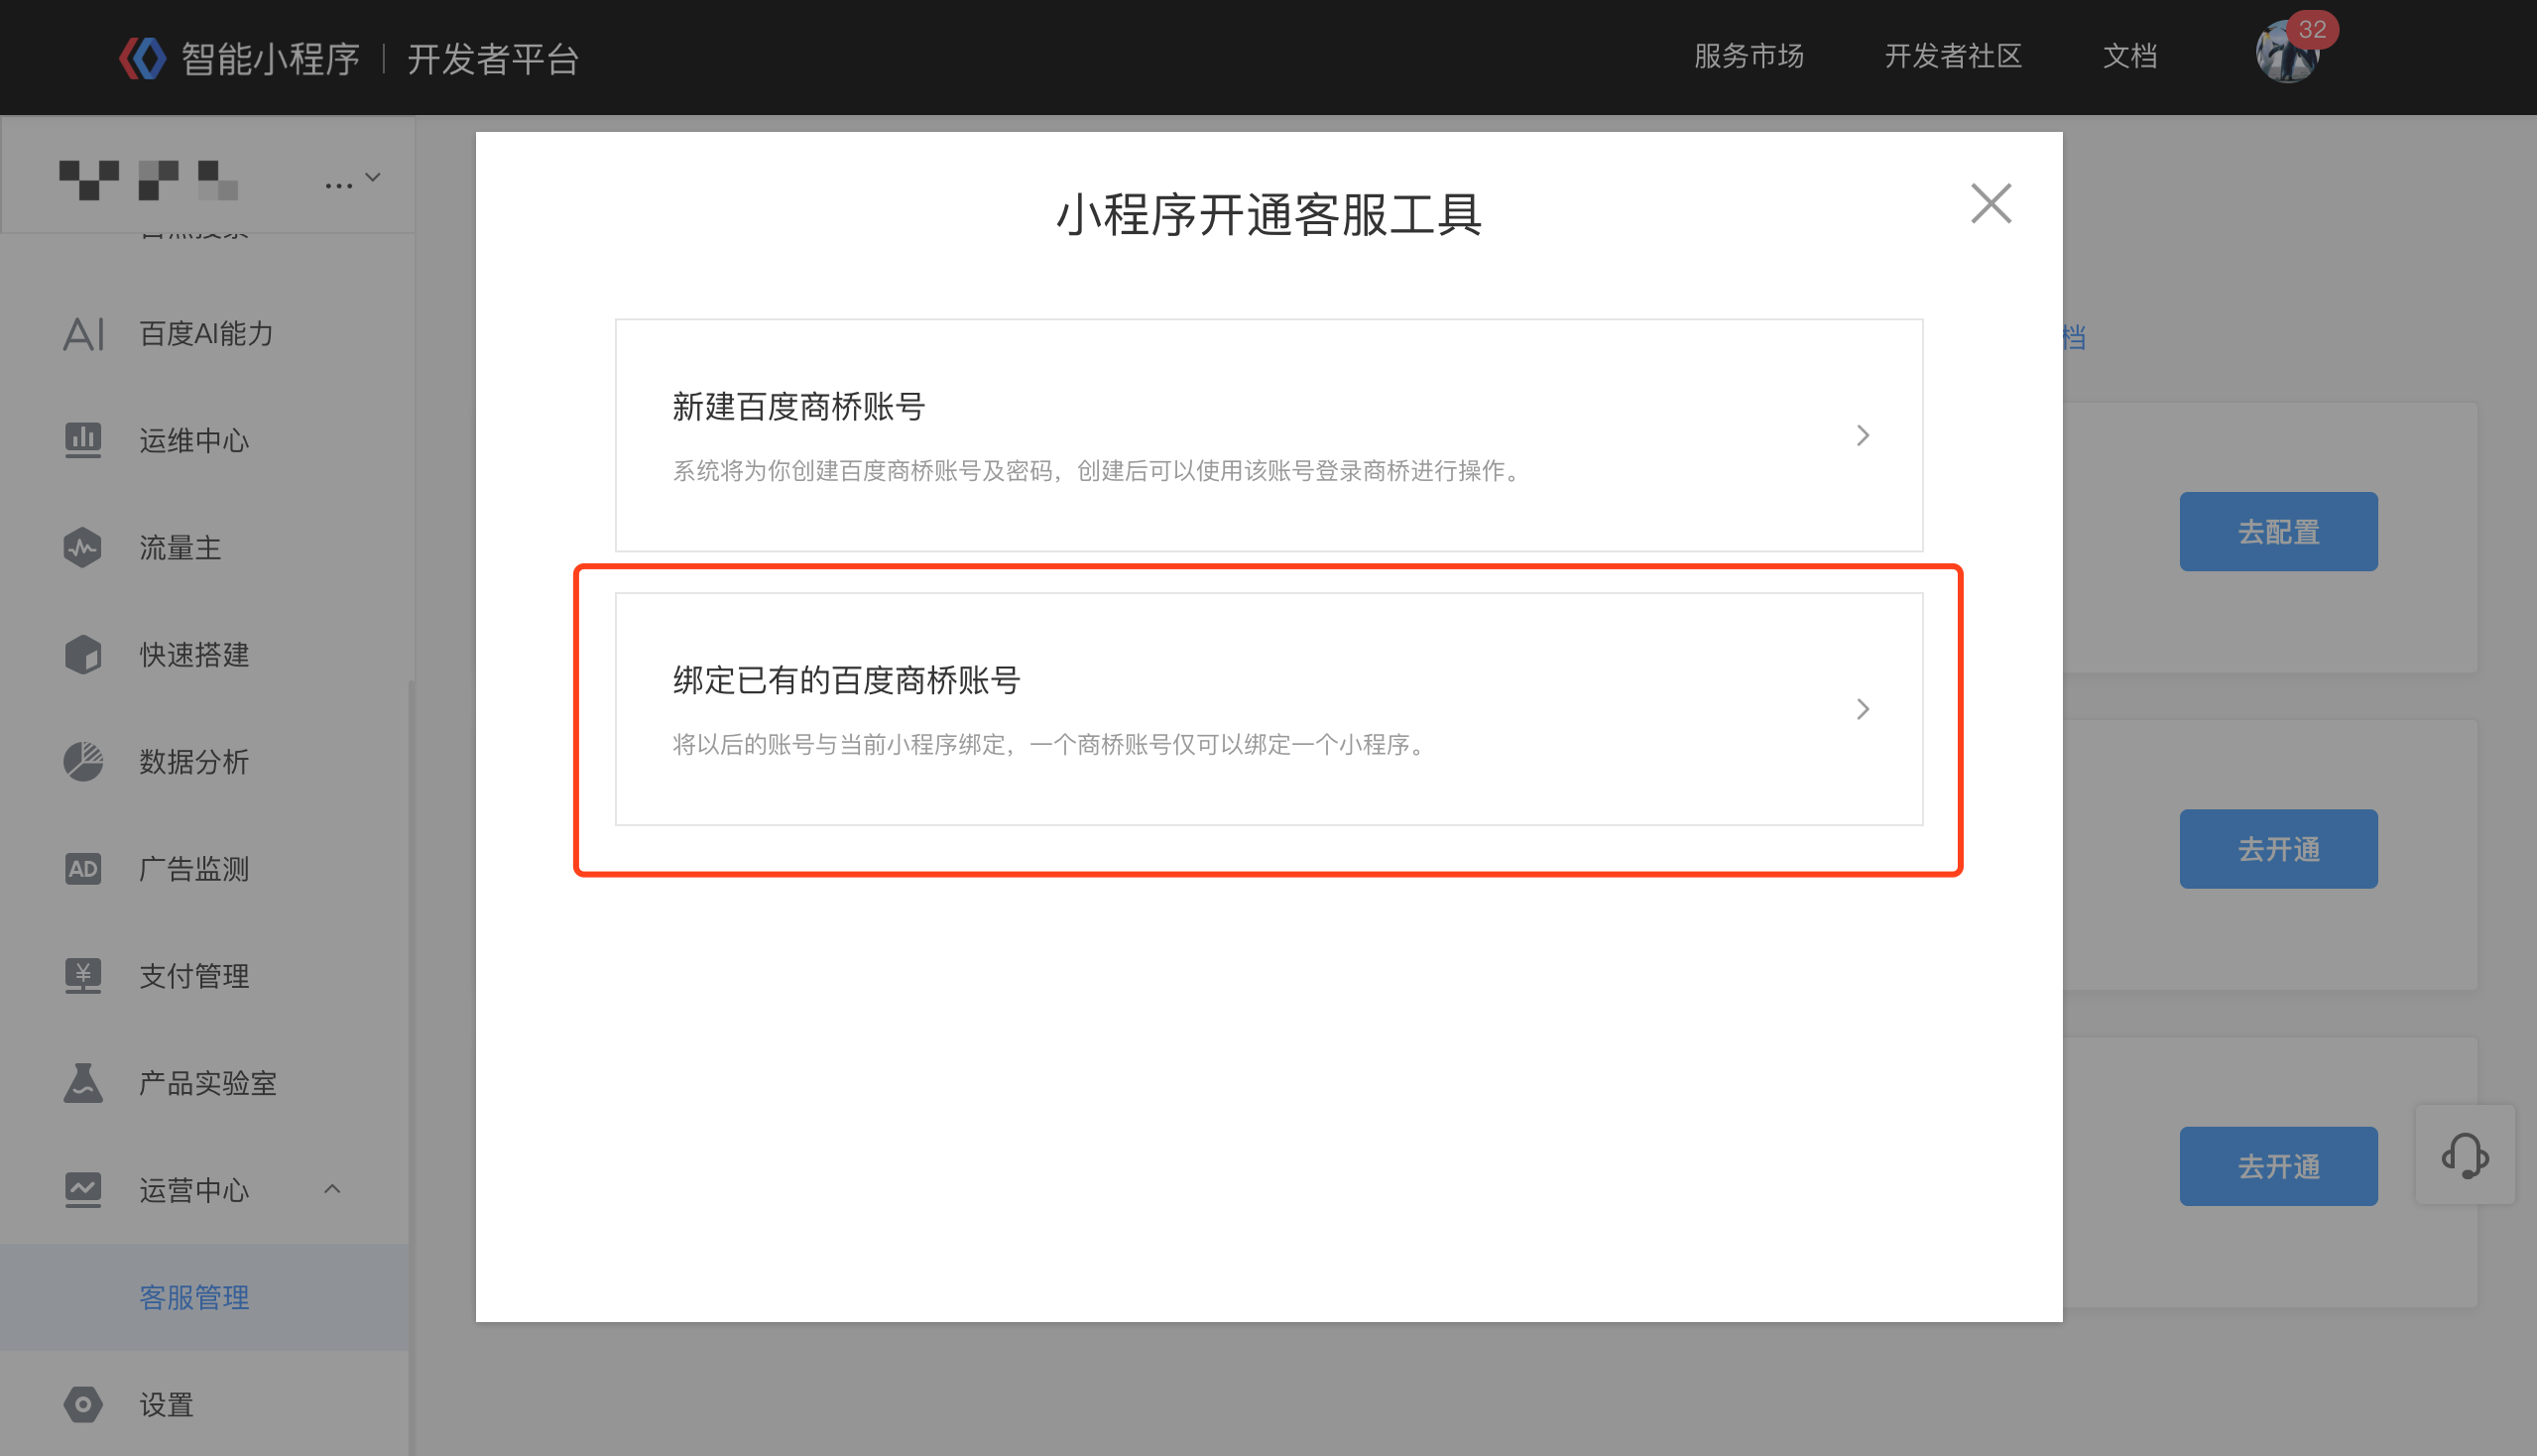 智能小程序 | 开发者平台
服务市场
开发者社区
文档
32
...
百度AI能力
运维中心
流量主
快速搭建
数据分析
AD 广告监测
¥ 支付管理
产品实验室
运营中心
客服管理
设置
小程序开通客服工具
新建百度商桥账号
系统将为你创建百度商桥账号及密码，创建后可以使用该账号登录商桥进行操作。
绑定已有的百度商桥账号
将以后的账号与当前小程序绑定，一个商桥账号仅可以绑定一个小程序。
档
去配置
去开通
去开通